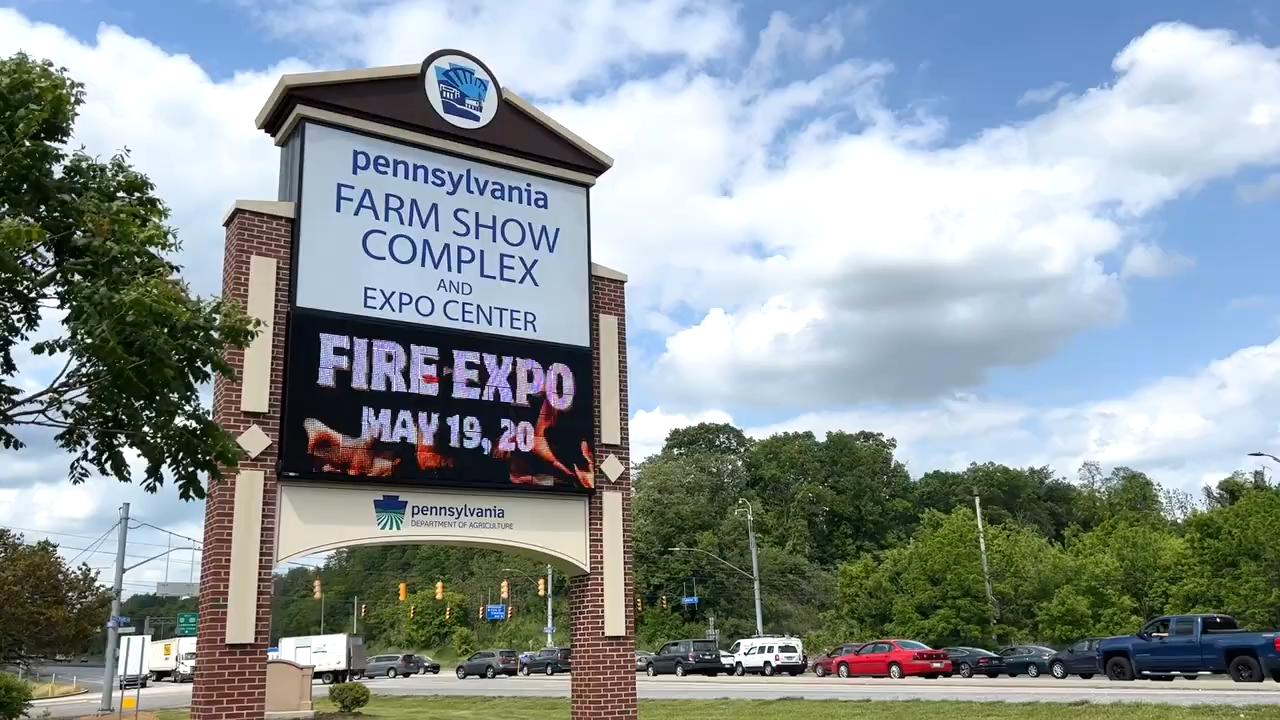 pennsylvania
FARM SHOW
COMPLEX
AND
EXPO CENTER
FIRE EXPO
MAY 19, 20
pennsylvania
DEPARTMENT OF AGRICULTURE